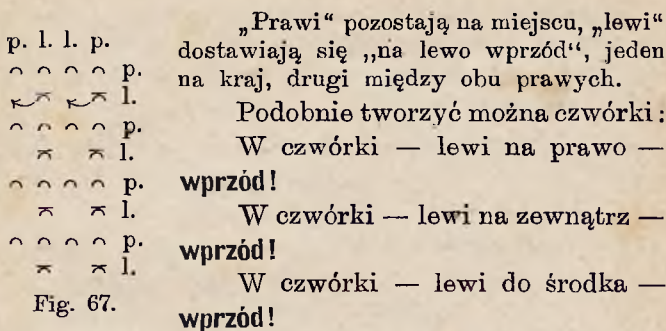 p. l. l. p.
p.
l.
p.
l.
p.
l.
p.
l.
Fig. 67.
„Prawi“ pozostają na miejscu, „lewi“
dostawiają się ,,na lewo wprzód‘‘, jeden
na kraj, drugi między obu prawych.
Podobnie tworzyć można czwórki:
W czwórki — lewi na prawo —
wprzód!
W czwórki — lewi na zewnątrz —
wprzód!
W czwórki — lewi do środka —
wprzód!